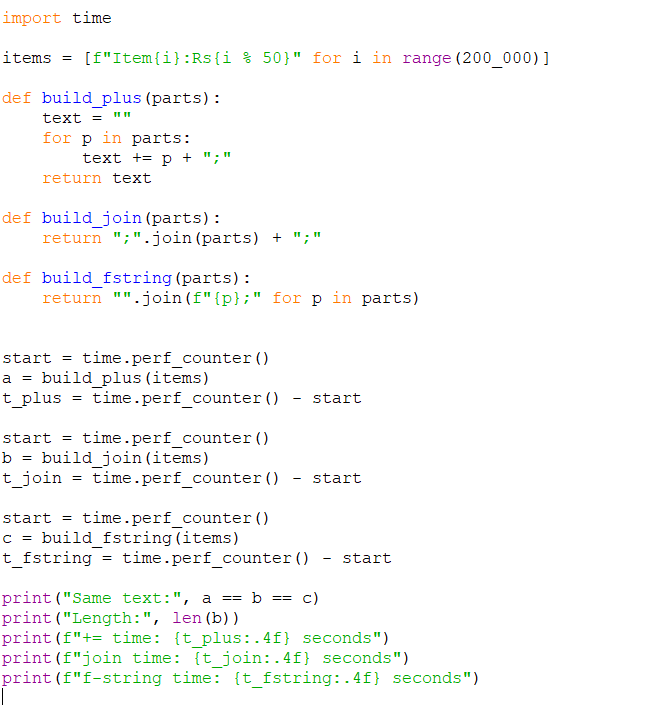 import time

items = [f"Item{i}:Rs{i % 50}" for i in range(200_000)]

def build_plus(parts):
    text = ""
    for p in parts:
        text += p + ";"
    return text

def build_join(parts):
    return ";".join(parts) + ";"

def build_fstring(parts):
    return "".join(f"{p};" for p in parts)


start = time.perf_counter()
a = build_plus(items)
t_plus = time.perf_counter() - start

start = time.perf_counter()
b = build_join(items)
t_join = time.perf_counter() - start

start = time.perf_counter()
c = build_fstring(items)
t_fstring = time.perf_counter() - start

print("Same text:", a == b == c)
print("Length:", len(b))
print(f"+= time: {t_plus:.4f} seconds")
print(f"join time: {t_join:.4f} seconds")
print(f"f-string time: {t_fstring:.4f} seconds")